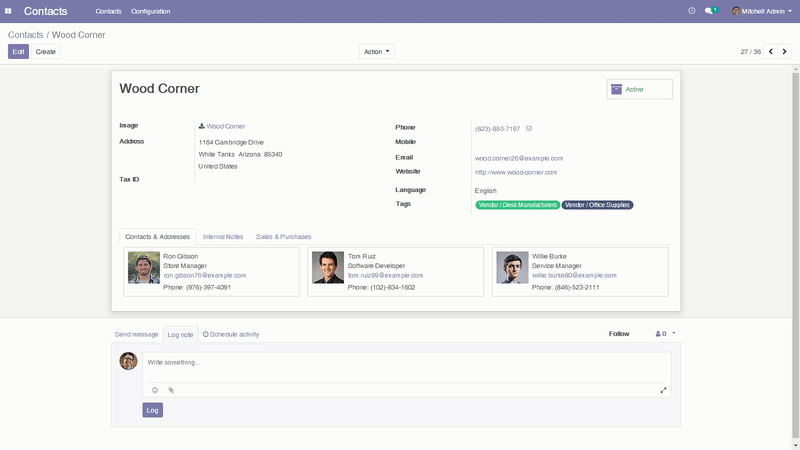 Contacts Contacts Configuration 1 Mitchell Admin
Contacts / Wood Corner
Edit Create Action 27 / 36
Wood Corner
Active
Image Wood Corner
Address 1164 Cambridge Drive
White Tanks Arizona 85340
United States
Tax ID
Phone (623)-853-7197
Mobile
Email wood.corner26@example.com
Website http://www.wood-corner.com
Language English
Tags Vendor / Desk Manufacturers Vendor / Office Supplies
Contacts & Addresses Internal Notes Sales & Purchases
Ron Gibson
Store Manager
ron.gibson76@example.com
Phone: (976)-397-4091
Tom Ruiz
Software Developer
tom.ruiz89@example.com
Phone: (102)-834-1602
Willie Burke
Service Manager
willie.burke80@example.com
Phone: (846)-523-2111
Send message Log note Schedule activity Follow 0
Write something...
Log